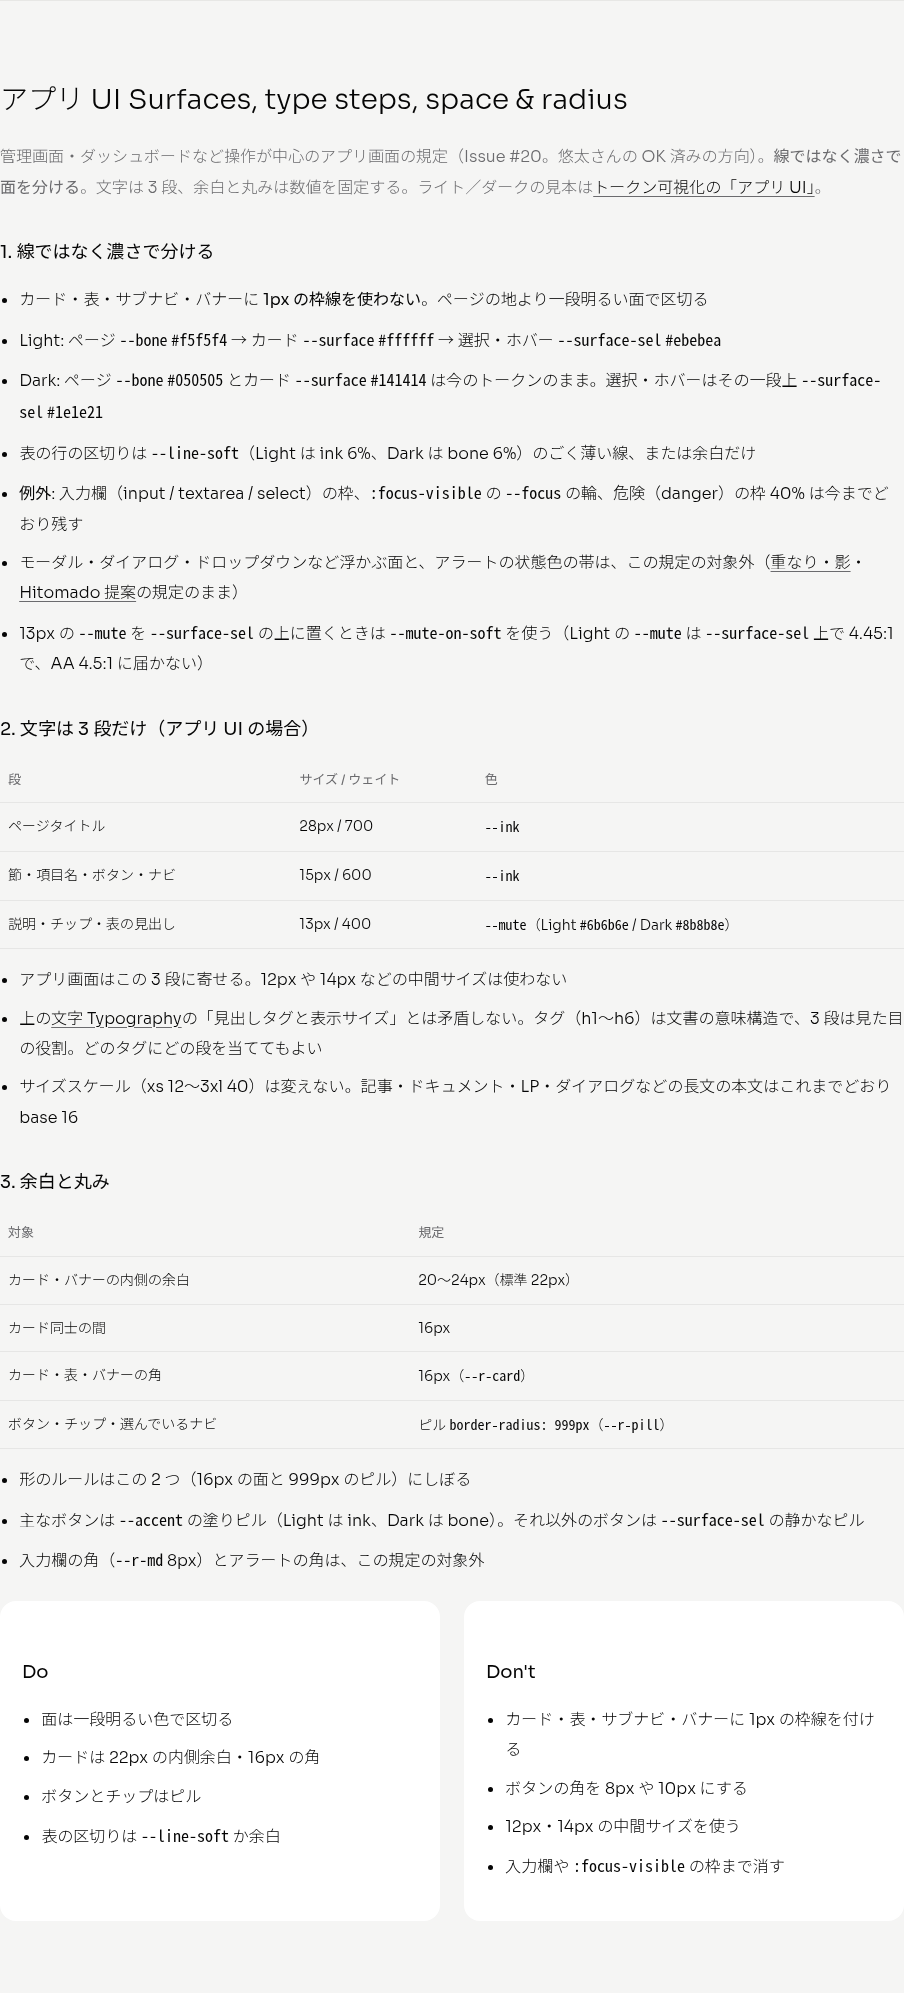 アプリ UI Surfaces, type steps, space & radius
管理画面・ダッシュボードなど操作が中心のアプリ画面の規定（Issue #20。悠太さんの OK 済みの方向）。線ではなく濃さで
面を分ける。文字は 3 段、余白と丸みは数値を固定する。ライト／ダークの見本はトークン可視化の「アプリ UI」。
1. 線ではなく濃さで分ける
カード・表・サブナビ・バナーに 1px の枠線を使わない。ページの地より一段明るい面で区切る
Light: ページ --bone #f5f5f4 → カード --surface #ffffff → 選択・ホバー --surface-sel #ebebea
Dark: ページ --bone #050505 とカード --surface #141414 は今のトークンのまま。選択・ホバーはその一段上 --surface-
sel #1e1e21
表の行の区切りは --line-soft（Light は ink 6%、Dark は bone 6%）のごく薄い線、または余白だけ
例外: 入力欄（input / textarea / select）の枠、:focus-visible の --focus の輪、危険（danger）の枠 40% は今までど
おり残す
モーダル・ダイアログ・ドロップダウンなど浮かぶ面と、アラートの状態色の帯は、この規定の対象外（重なり・影・
Hitomado 提案の規定のまま）
13px の --mute を --surface-sel の上に置くときは --mute-on-soft を使う（Light の --mute は --surface-sel 上で 4.45:1
で、AA 4.5:1 に届かない）
2. 文字は 3 段だけ（アプリ UI の場合）
段 サイズ / ウェイト 色
ページタイトル 28px / 700 --ink
節・項目名・ボタン・ナビ 15px / 600 --ink
説明・チップ・表の見出し 13px / 400 --mute（Light #6b6b6e / Dark #8b8b8e）
アプリ画面はこの 3 段に寄せる。12px や 14px などの中間サイズは使わない
上の文字 Typographyの「見出しタグと表示サイズ」とは矛盾しない。タグ（h1〜h6）は文書の意味構造で、3 段は見た目
の役割。どのタグにどの段を当ててもよい
サイズスケール（xs 12〜3xl 40）は変えない。記事・ドキュメント・LP・ダイアログなどの長文の本文はこれまでどおり
base 16
3. 余白と丸み
対象 規定
カード・バナーの内側の余白 20〜24px（標準 22px）
カード同士の間 16px
カード・表・バナーの角 16px（--r-card）
ボタン・チップ・選んでいるナビ ピル border-radius: 999px（--r-pill）
形のルールはこの 2 つ（16px の面と 999px のピル）にしぼる
主なボタンは --accent の塗りピル（Light は ink、Dark は bone）。それ以外のボタンは --surface-sel の静かなピル
入力欄の角（--r-md 8px）とアラートの角は、この規定の対象外
Do
面は一段明るい色で区切る
カードは 22px の内側余白・16px の角
ボタンとチップはピル
表の区切りは --line-soft か余白
Don't
カード・表・サブナビ・バナーに 1px の枠線を付け
る
ボタンの角を 8px や 10px にする
12px・14px の中間サイズを使う
入力欄や :focus-visible の枠まで消す